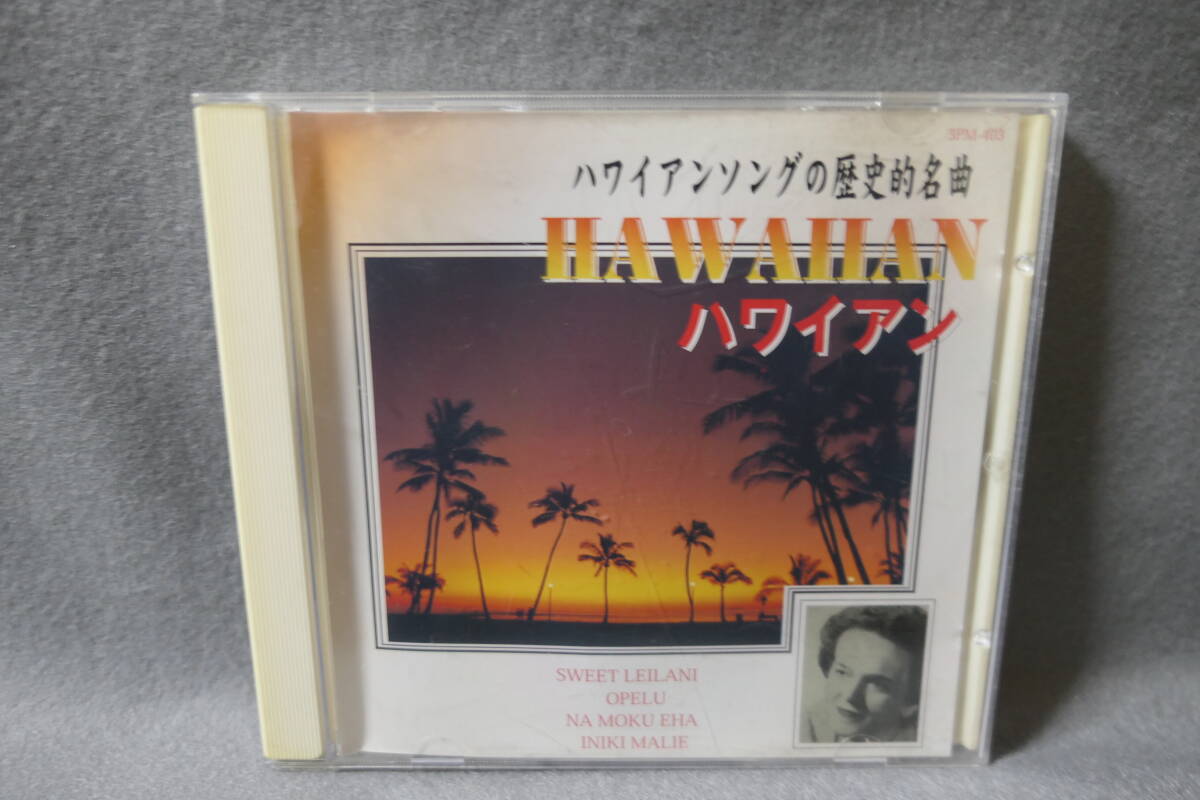 3PM-403
ハワイアンソングの歴史的名曲
HAWAIIAN
ハワイアン
SWEET LEILANI
OPELU
NA MOKU EHA
INIKI MALIE